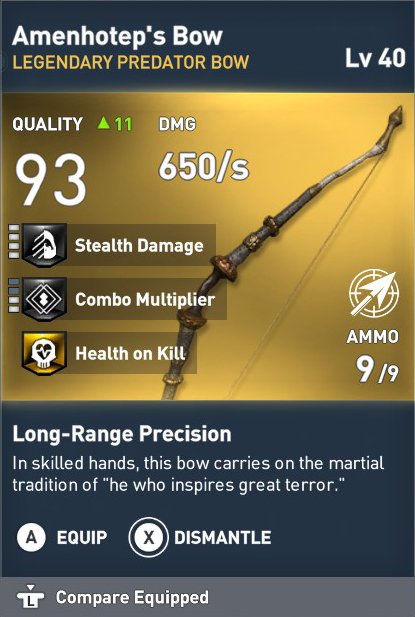 Amenhotep's Bow
LEGENDARY PREDATOR BOW
Lv 40
QUALITY ▲11 DMG
93 650/s
Stealth Damage
Combo Multiplier
Health on Kill
AMMO
9/9
Long-Range Precision
In skilled hands, this bow carries on the martial
tradition of "he who inspires great terror."
A EQUIP X DISMANTLE
L Compare Equipped